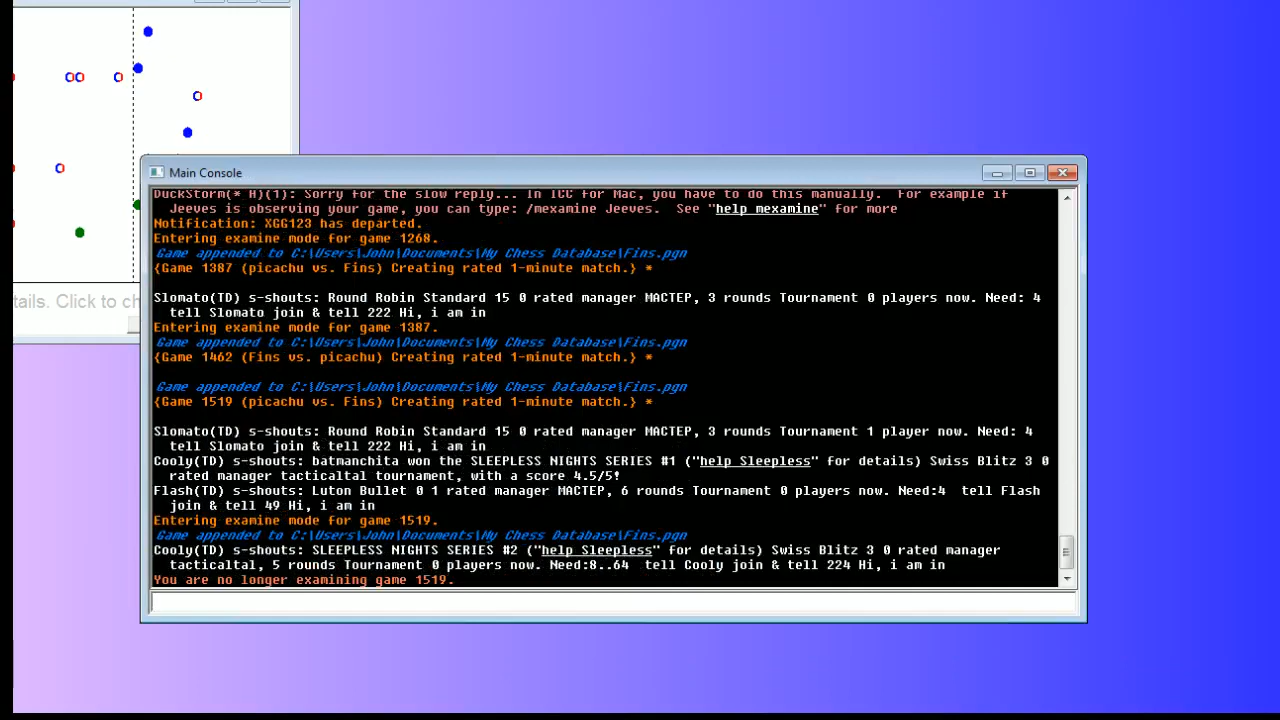 Main Console
DuckStorm(* H)(1): Sorry for the slow reply... In ICC for Mac, you have to do this manually.  For example if
Jeeves is observing your game, you can type: /mexamine Jeeves.  See "help mexamine" for more
Notification: XGG123 has departed.
Entering examine mode for game 1268.
Game appended to C:\Users\John\Documents\My Chess Database\Fins.pgn
{Game 1387 (picachu vs. Fins) Creating rated 1-minute match.} *
Slomato(TD) s-shouts: Round Robin Standard 15 0 rated manager MACTEP, 3 rounds Tournament 0 players now. Need: 4
tell Slomato join & tell 222 Hi, i am in
Entering examine mode for game 1387.
Game appended to C:\Users\John\Documents\My Chess Database\Fins.pgn
{Game 1462 (Fins vs. picachu) Creating rated 1-minute match.} *
Game appended to C:\Users\John\Documents\My Chess Database\Fins.pgn
{Game 1519 (picachu vs. Fins) Creating rated 1-minute match.} *
Slomato(TD) s-shouts: Round Robin Standard 15 0 rated manager MACTEP, 3 rounds Tournament 1 player now. Need: 4
tell Slomato join & tell 222 Hi, i am in
Cooly(TD) s-shouts: batmanchita won the SLEEPLESS NIGHTS SERIES #1 ("help Sleepless" for details) Swiss Blitz 3 0
rated manager tacticaltal tournament, with a score 4.5/5!
Flash(TD) s-shouts: Luton Bullet 0 1 rated manager MACTEP, 6 rounds Tournament 0 players now. Need:4  tell Flash
join & tell 49 Hi, i am in
Entering examine mode for game 1519.
Game appended to C:\Users\John\Documents\My Chess Database\Fins.pgn
Cooly(TD) s-shouts: SLEEPLESS NIGHTS SERIES #2 ("help Sleepless" for details) Swiss Blitz 3 0 rated manager
tacticaltal, 5 rounds Tournament 0 players now. Need:8..64  tell Cooly join & tell 224 Hi, i am in
You are no longer examining game 1519.
tails. Click to ch